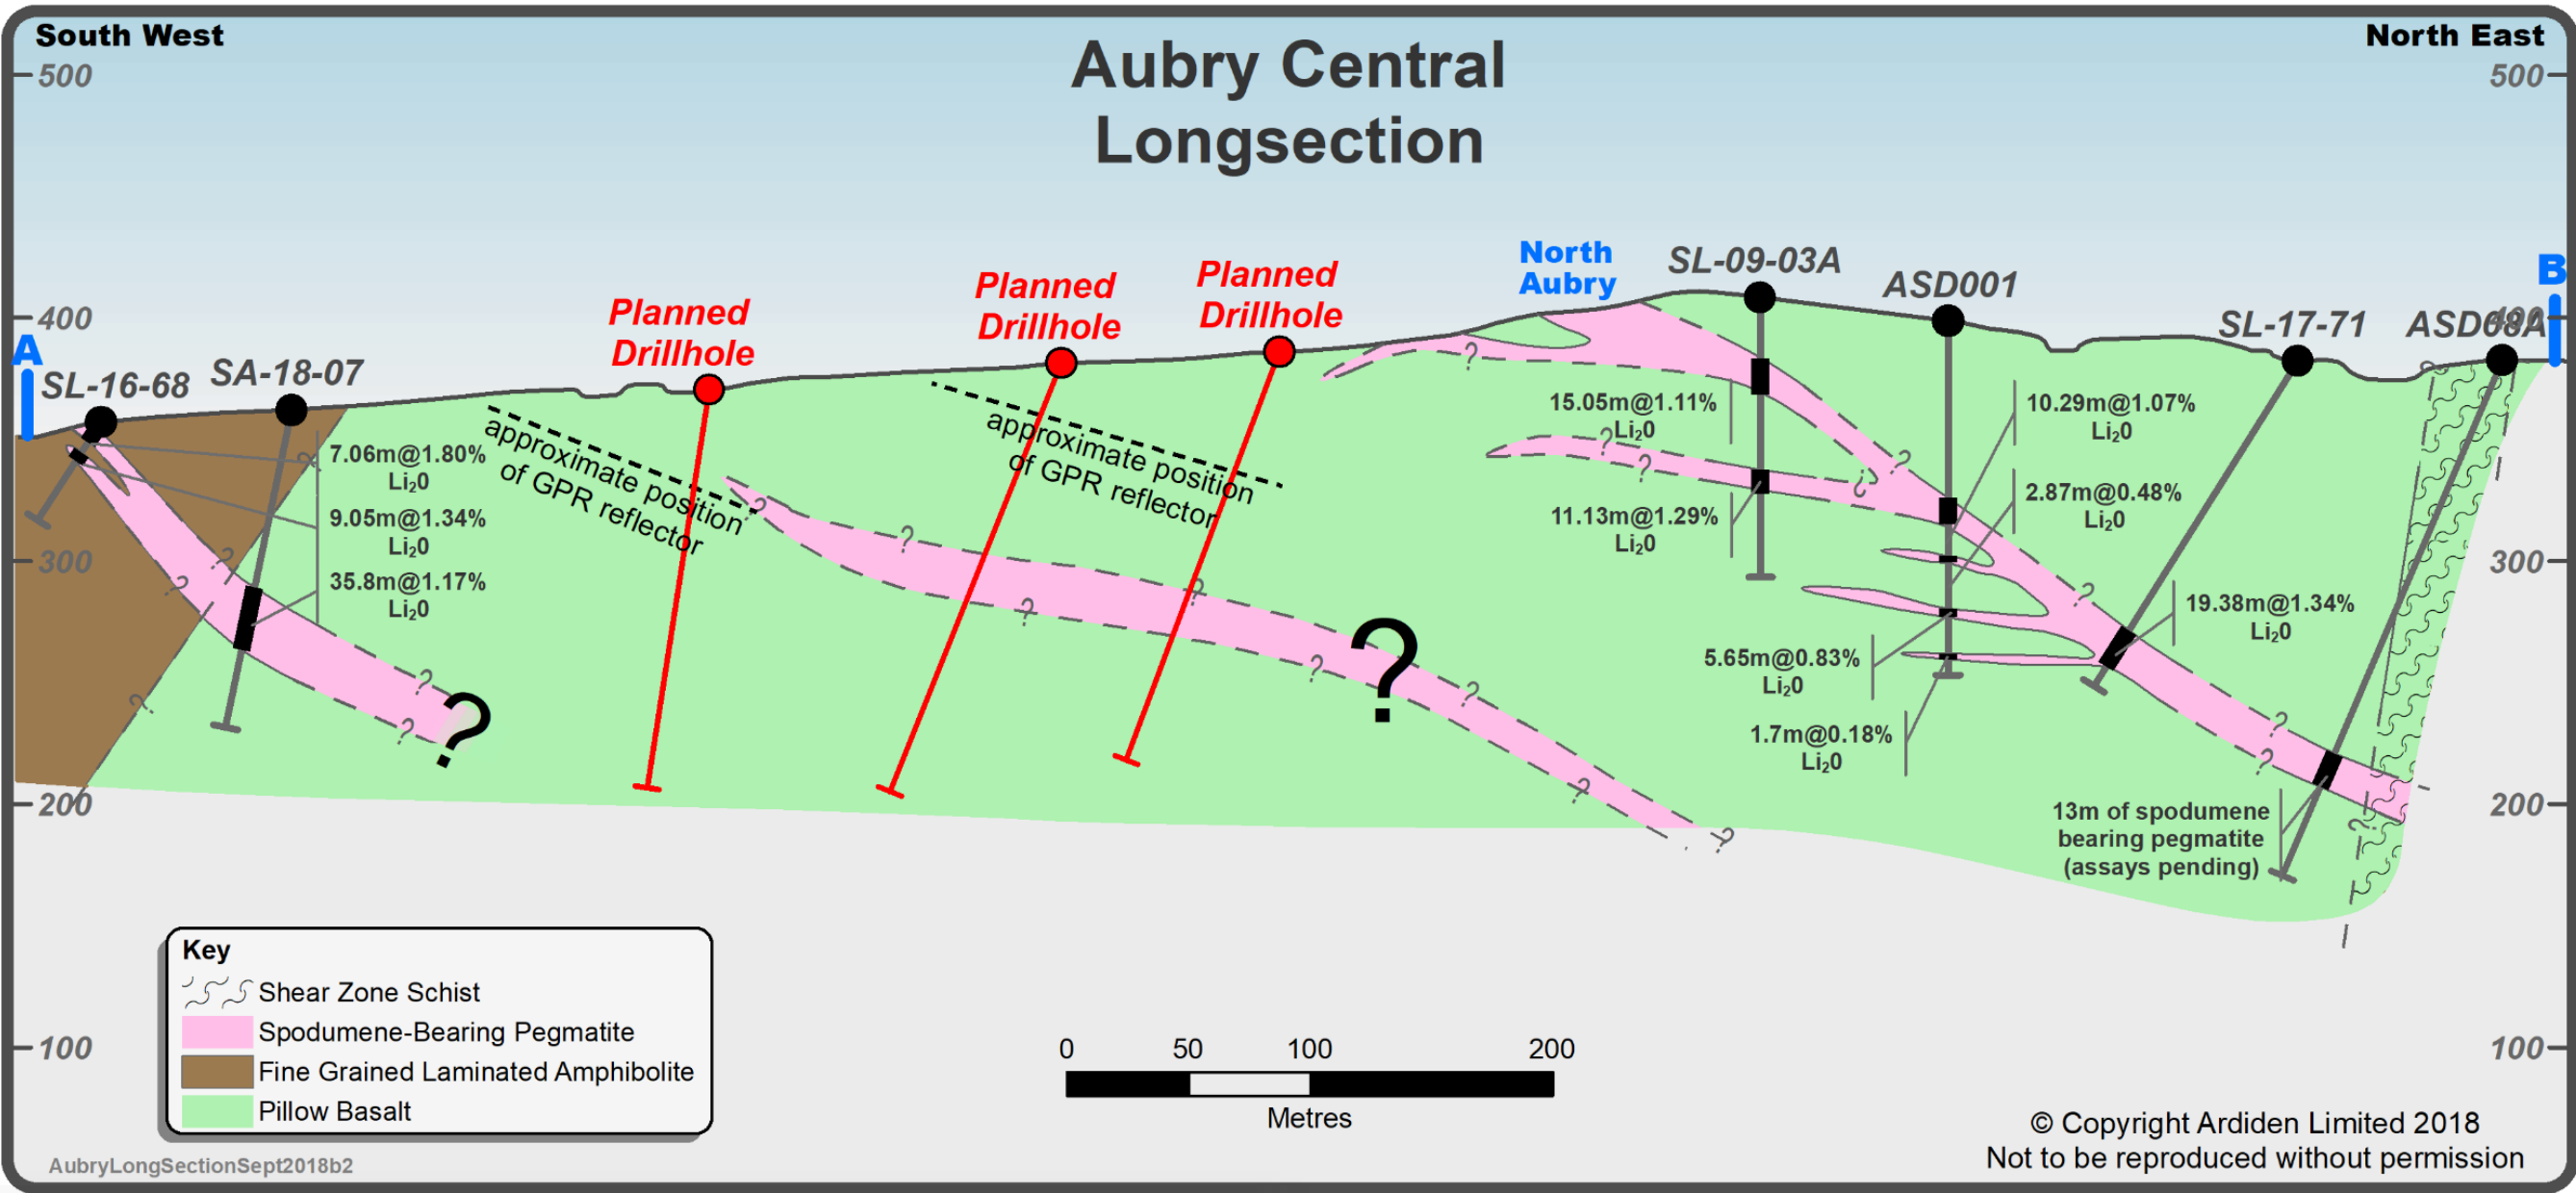 South West
North East
Aubry Central
Longsection
500
500
400
400
300
300
200
200
100
100
A
B
SL-16-68
SA-18-07
Planned
Drillhole
Planned
Drillhole
Planned
Drillhole
North
Aubry
SL-09-03A
ASD001
SL-17-71
ASD08A
7.06m@1.80%
Li₂0
9.05m@1.34%
Li₂0
35.8m@1.17%
Li₂0
approximate position
of GPR reflector
approximate position
of GPR reflector
?
?
15.05m@1.11%
Li₂0
11.13m@1.29%
Li₂0
10.29m@1.07%
Li₂0
2.87m@0.48%
Li₂0
5.65m@0.83%
Li₂0
1.7m@0.18%
Li₂0
19.38m@1.34%
Li₂0
13m of spodumene
bearing pegmatite
(assays pending)
Key
Shear Zone Schist
Spodumene-Bearing Pegmatite
Fine Grained Laminated Amphibolite
Pillow Basalt
0 50 100 200
Metres
© Copyright Ardiden Limited 2018
Not to be reproduced without permission
AubryLongSectionSept2018b2